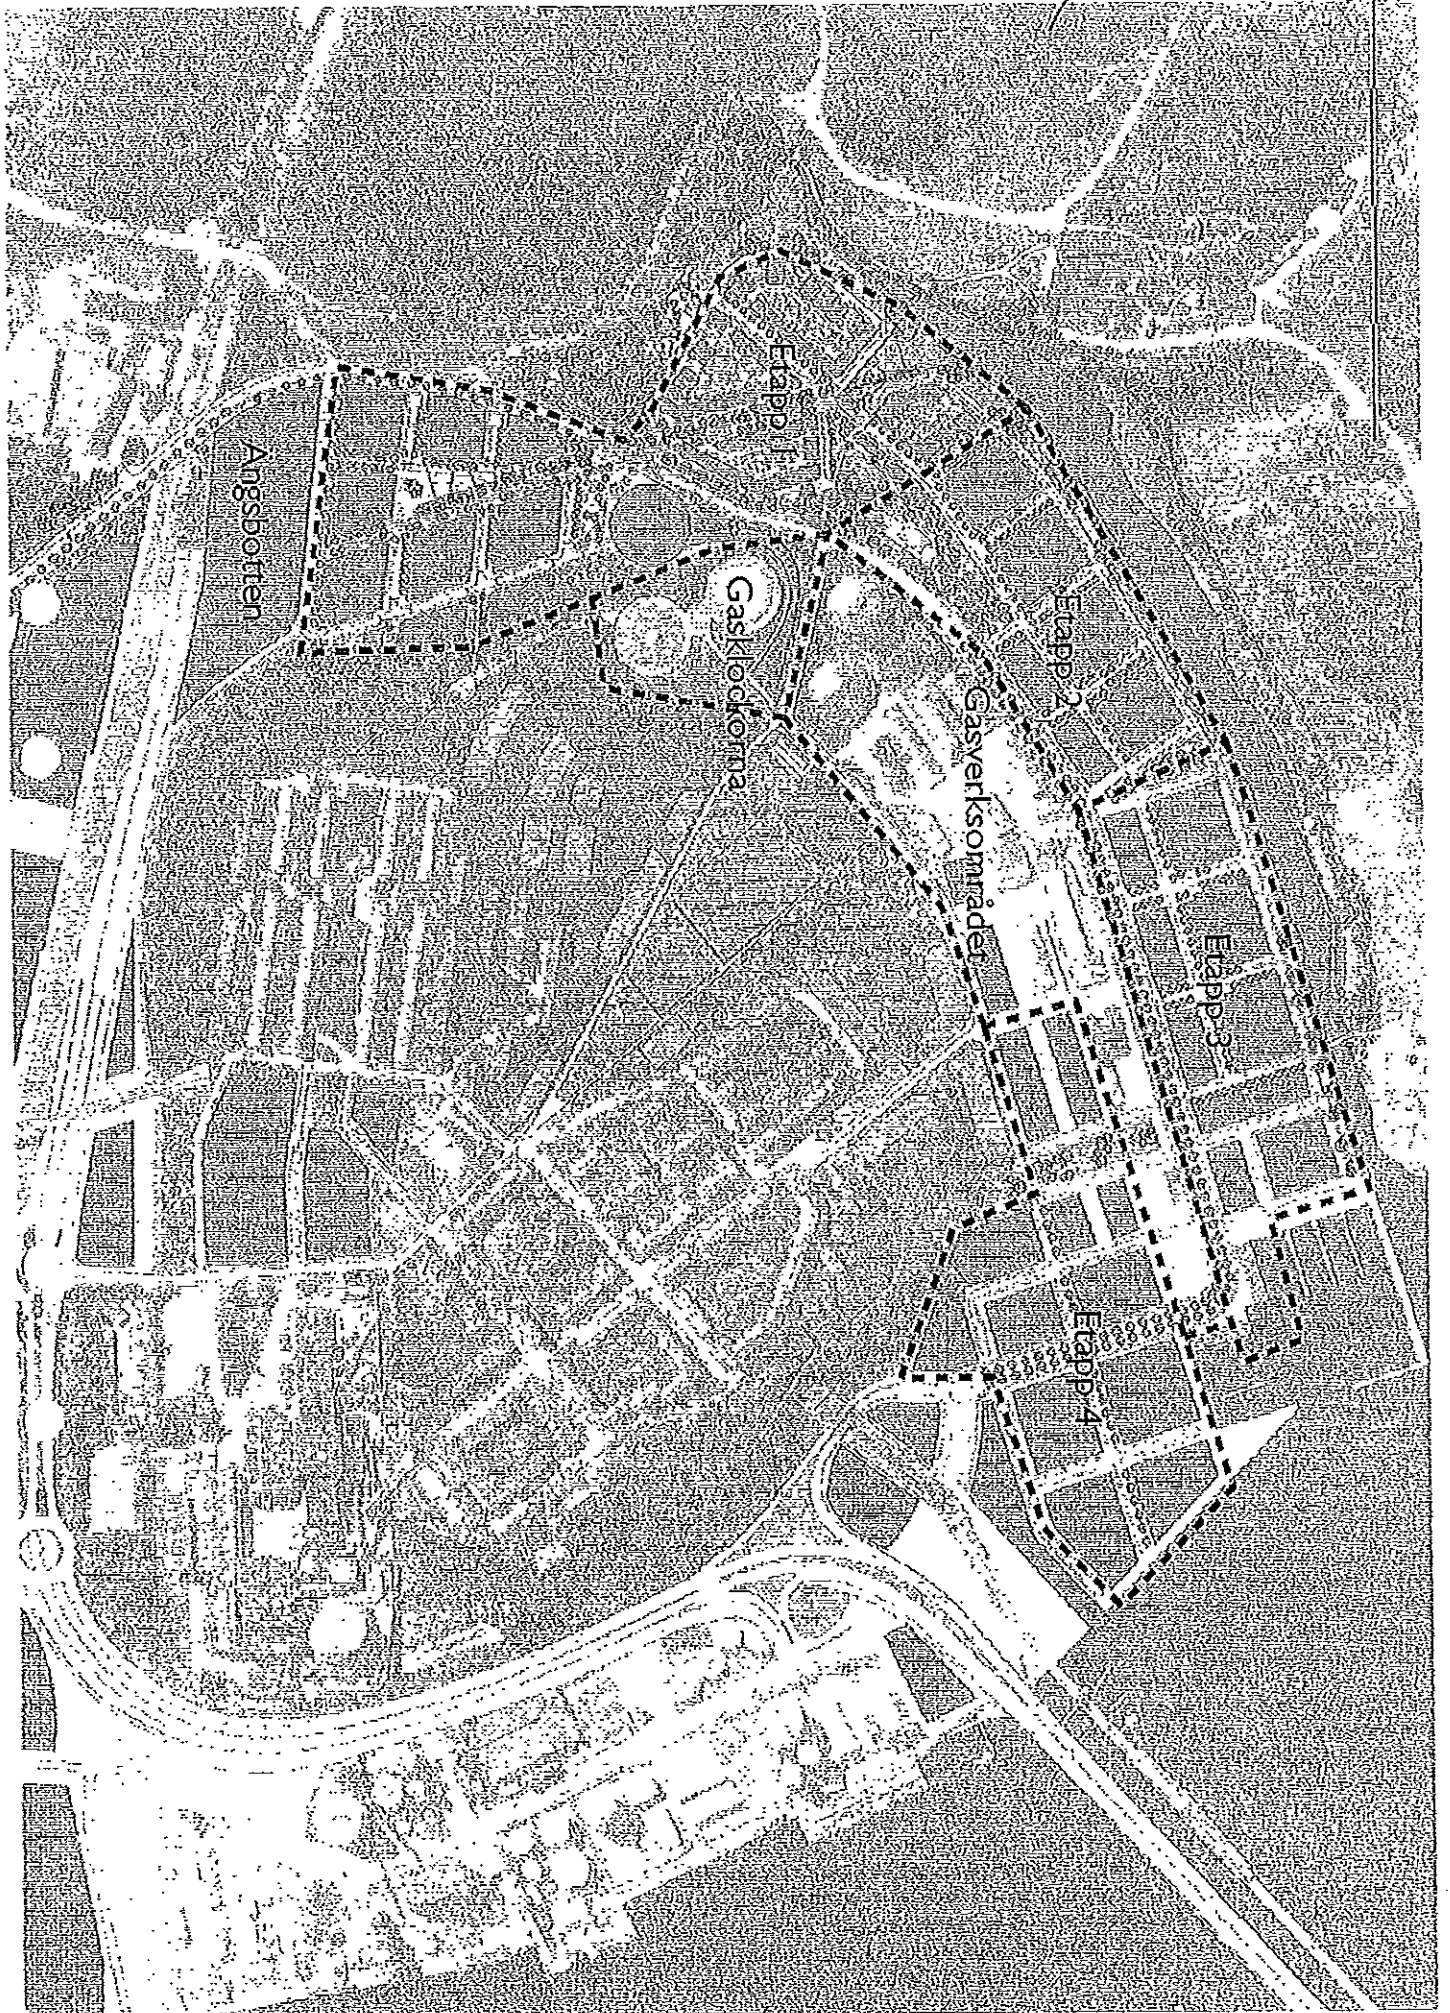 Etapp 1
Etapp 2
Etapp 3
Etapp 4
Gasverksområdet
Gasklockorna
Ängsbotten